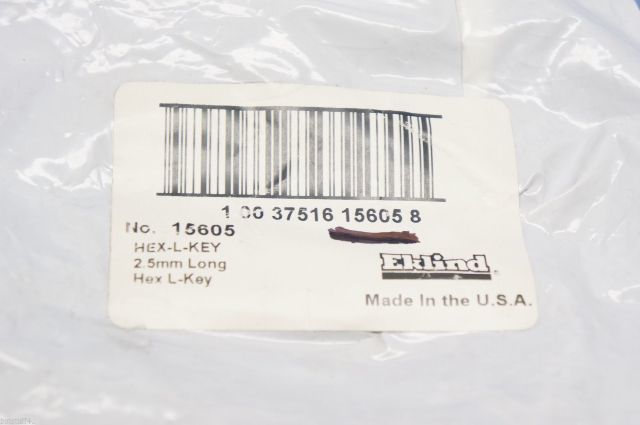 1 00 37516 15605 8
No. 15605
HEX-L-KEY
2.5mm Long
Hex L-Key
Eklind
Made In the U.S.A.